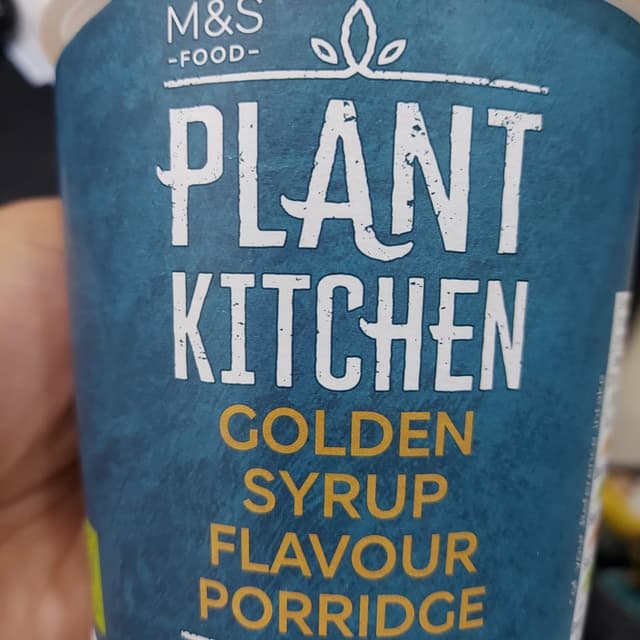 M&S
-FOOD-
PLANT
KITCHEN
GOLDEN
SYRUP
FLAVOUR
PORRIDGE